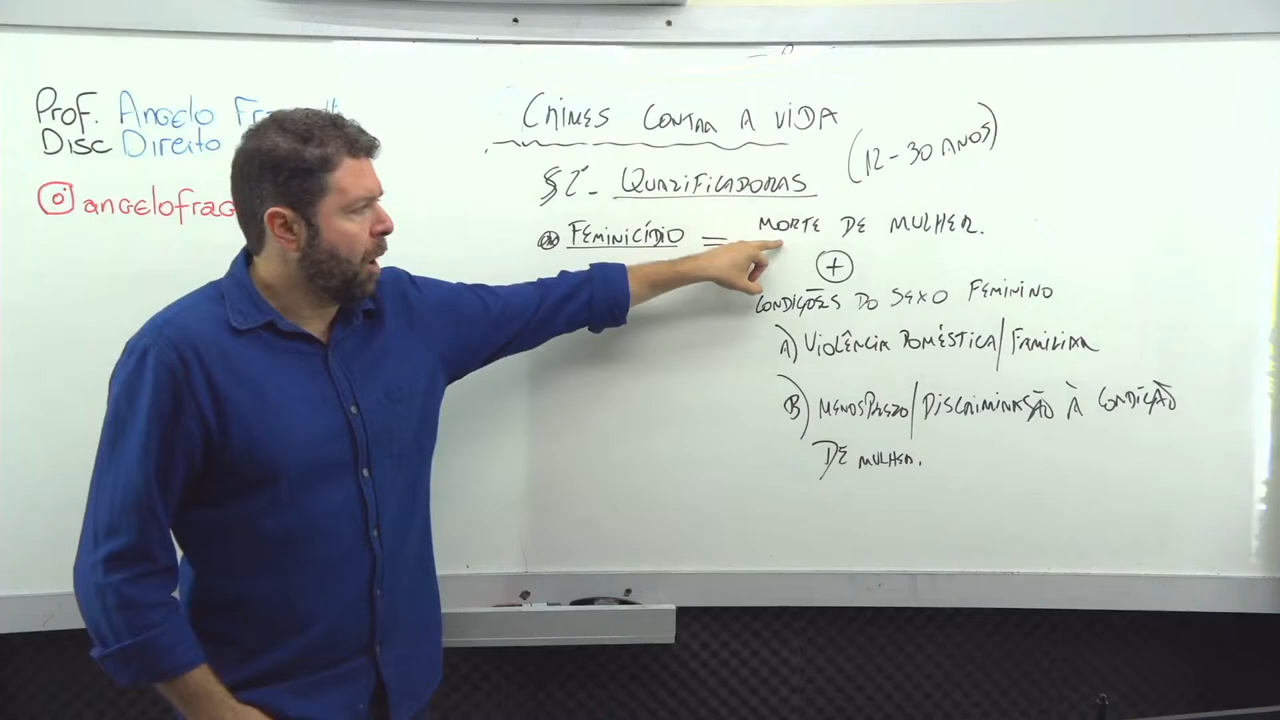 Prof. Angelo
Disc Direito
angelofrag
CRIMES CONTRA A VIDA
(12-30 ANOS)
§2º- QUALIFICADORAS
FEMINICÍDIO = MORTE DE MULHER.
+
CONDIÇÕES DO SEXO FEMININO
A) VIOLÊNCIA DOMÉSTICA/FAMILIAR
B) MENOSPREZO/DISCRIMINAÇÃO À CONDIÇÃO
DE MULHER.